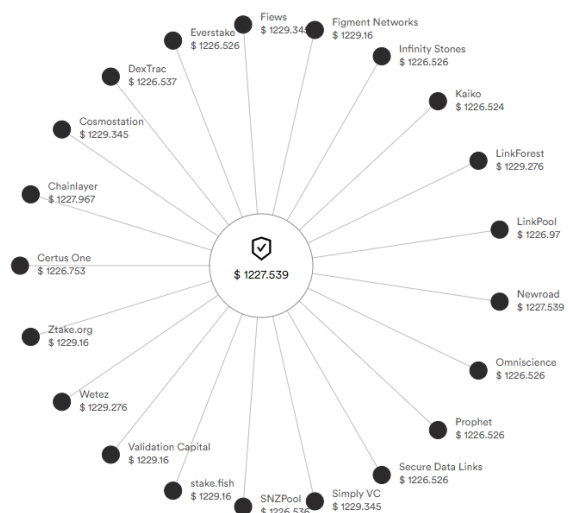 Fiews
$ 1229.345
Figment Networks
$ 1229.16
Everstake
$ 1226.526
Infinity Stones
$ 1226.526
DexTrac
$ 1226.537
Kaiko
$ 1226.524
Cosmostation
$ 1229.345
LinkForest
$ 1229.276
Chainlayer
$ 1227.967
LinkPool
$ 1226.97
Certus One
$ 1226.753
$ 1227.539
Newroad
$ 1227.539
Ztake.org
$ 1229.16
Omniscience
$ 1226.526
Wetez
$ 1229.276
Prophet
$ 1226.526
Validation Capital
$ 1229.16
Secure Data Links
$ 1226.526
stake.fish
$ 1229.16
SNZPool
$ 1226.536
Simply VC
$ 1229.345